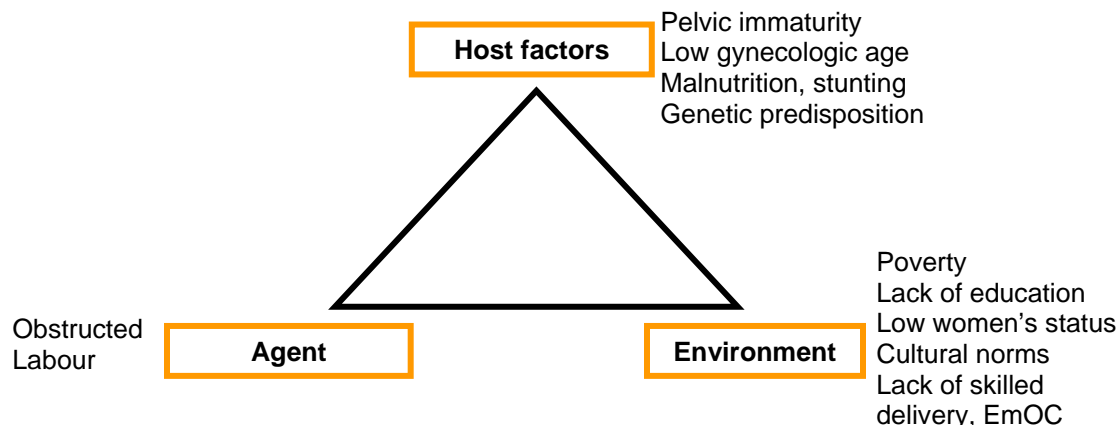 Host factors
Pelvic immaturity
Low gynecologic age
Malnutrition, stunting
Genetic predisposition
Obstructed
Labour
Agent
Environment
Poverty
Lack of education
Low women’s status
Cultural norms
Lack of skilled
delivery, EmOC